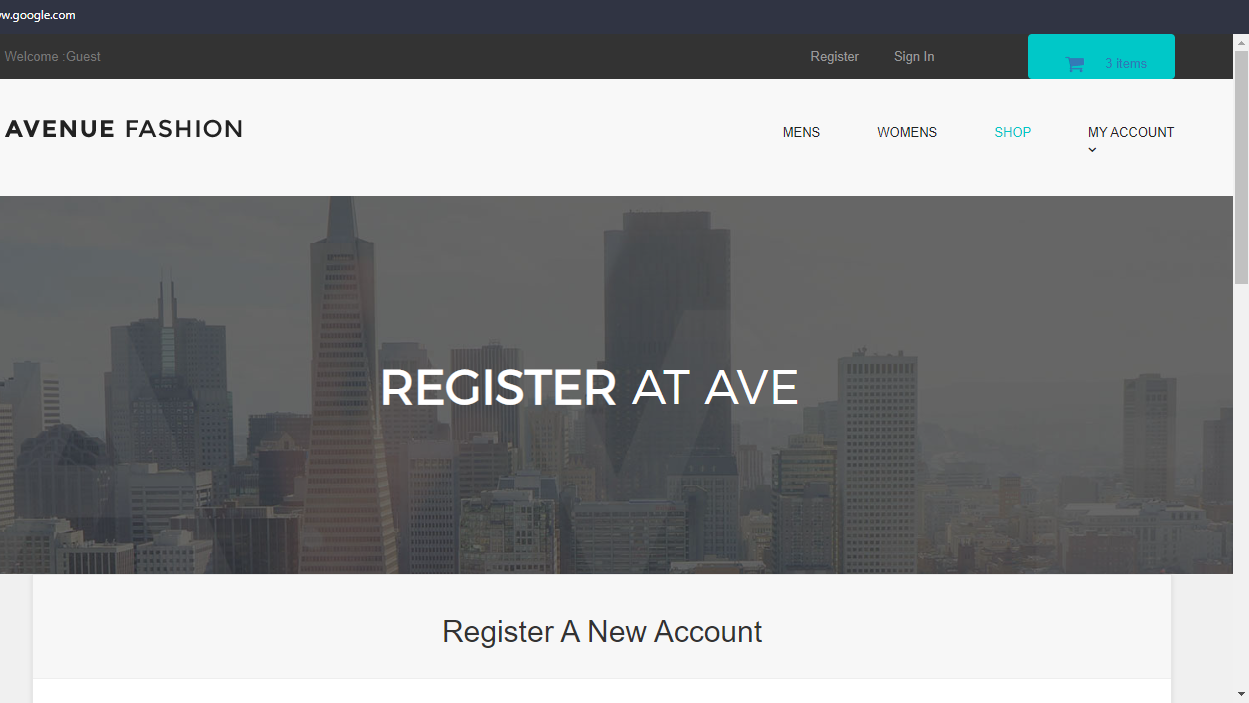 w.google.com
Welcome :Guest
Register
Sign In
3 items
AVENUE FASHION
MENS
WOMENS
SHOP
MY ACCOUNT
REGISTER AT AVE
Register A New Account